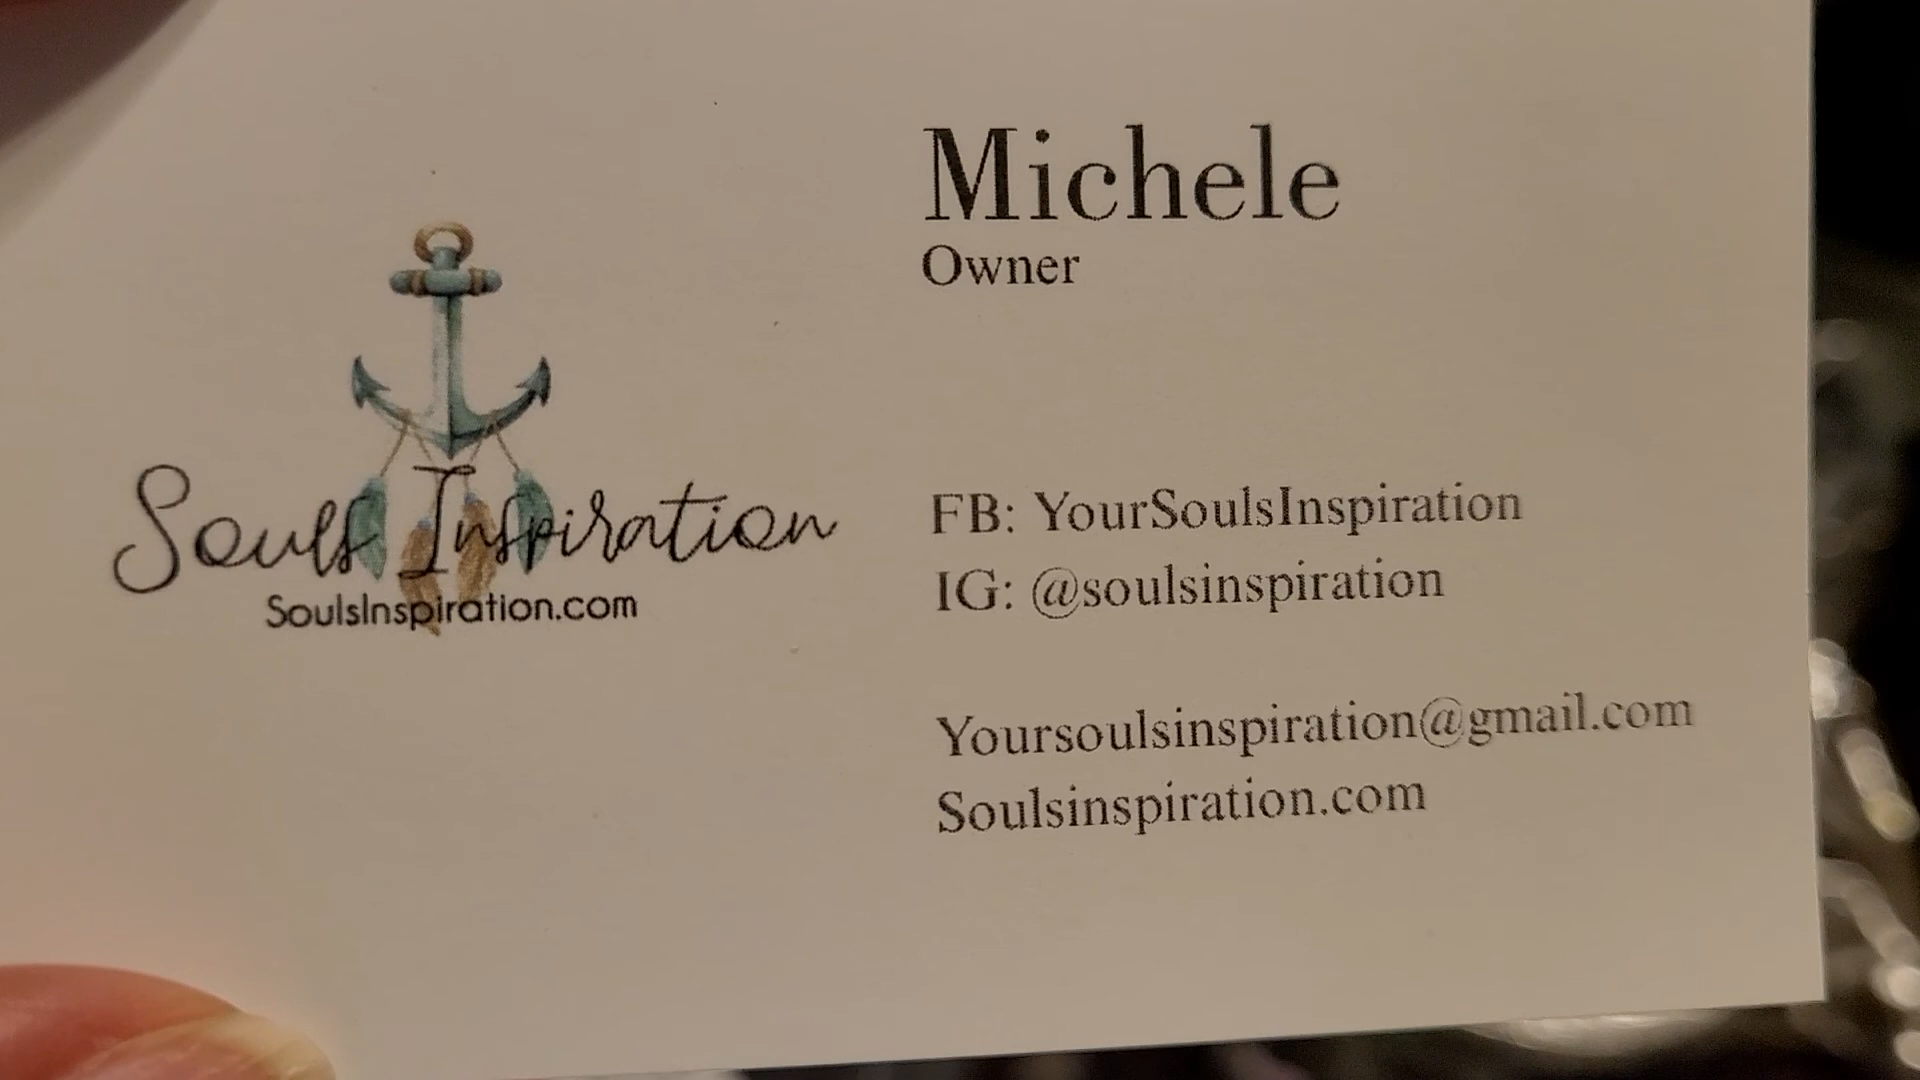 Souls Inspiration
SoulsInspiration.com
Michele
Owner
FB: YourSoulsInspiration
IG: @soulsinspiration
Yoursoulsinspiration@gmail.com
Soulsinspiration.com